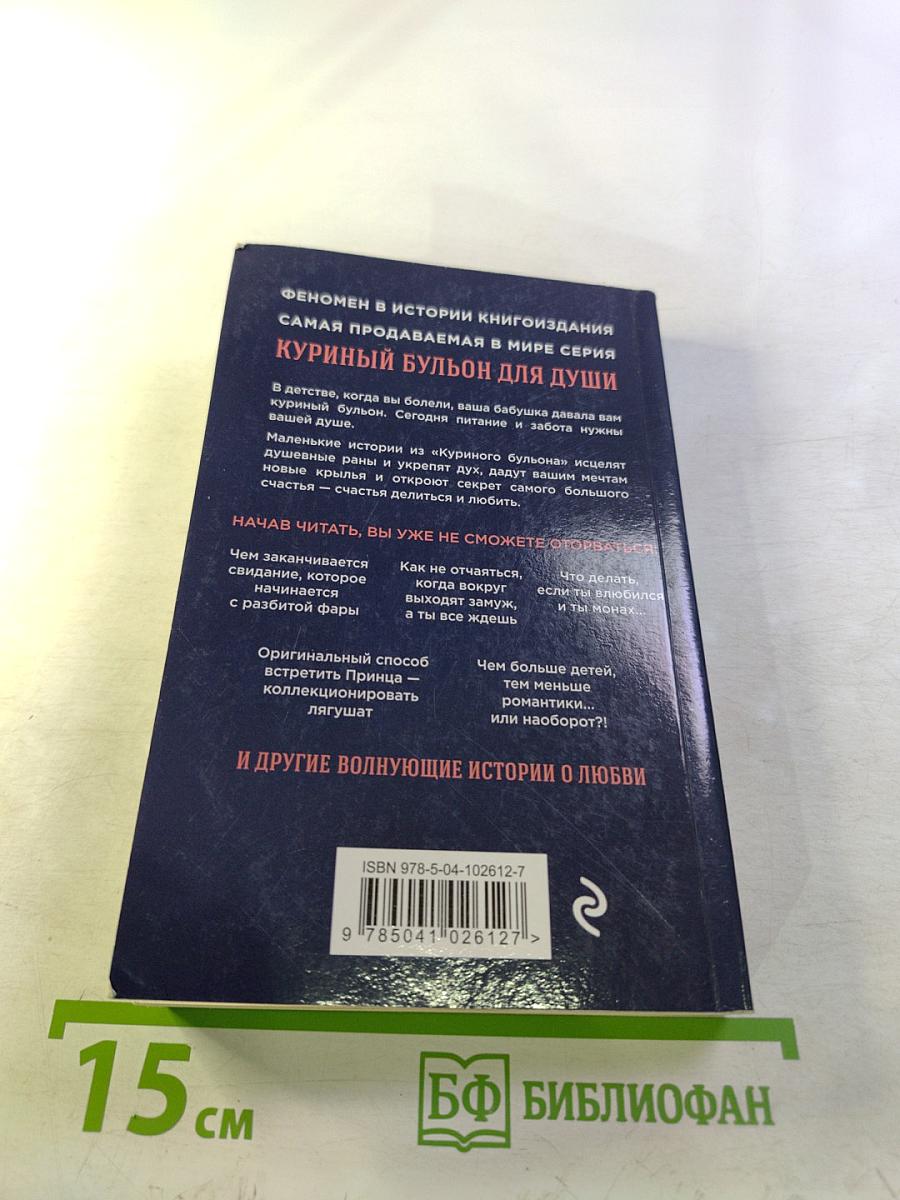 ФЕНОМЕН В ИСТОРИИ КНИГОИЗДАНИЯ
САМАЯ ПРОДАВАЕМАЯ В МИРЕ СЕРИЯ
КУРИНЫЙ БУЛЬОН ДЛЯ ДУШИ
В детстве, когда вы болели, ваша бабушка давала вам
куриный бульон. Сегодня питание и забота нужны
вашей душе.
Маленькие истории из «Куриного бульона» исцелят
душевные раны и укрепят дух, дадут вашим мечтам
новые крылья и откроют секрет самого большого
счастья — счастья делиться и любить.
НАЧАВ ЧИТАТЬ, ВЫ УЖЕ НЕ СМОЖЕТЕ ОТОРВАТЬСЯ
Чем заканчивается
свидание, которое
начинается
с разбитой фары
Как не отчаяться,
когда вокруг
выходят замуж,
а ты все ждешь
Что делать,
если ты влюбился
и ты монах...
Оригинальный способ
встретить Принца —
коллекционировать
лягушат
Чем больше детей,
тем меньше
романтики...
или наоборот?!
И ДРУГИЕ ВОЛНУЮЩИЕ ИСТОРИИ О ЛЮБВИ
ISBN 978-5-04-102612-7
9 785041 026127 >
15 см
БФ БИБЛИОФАН